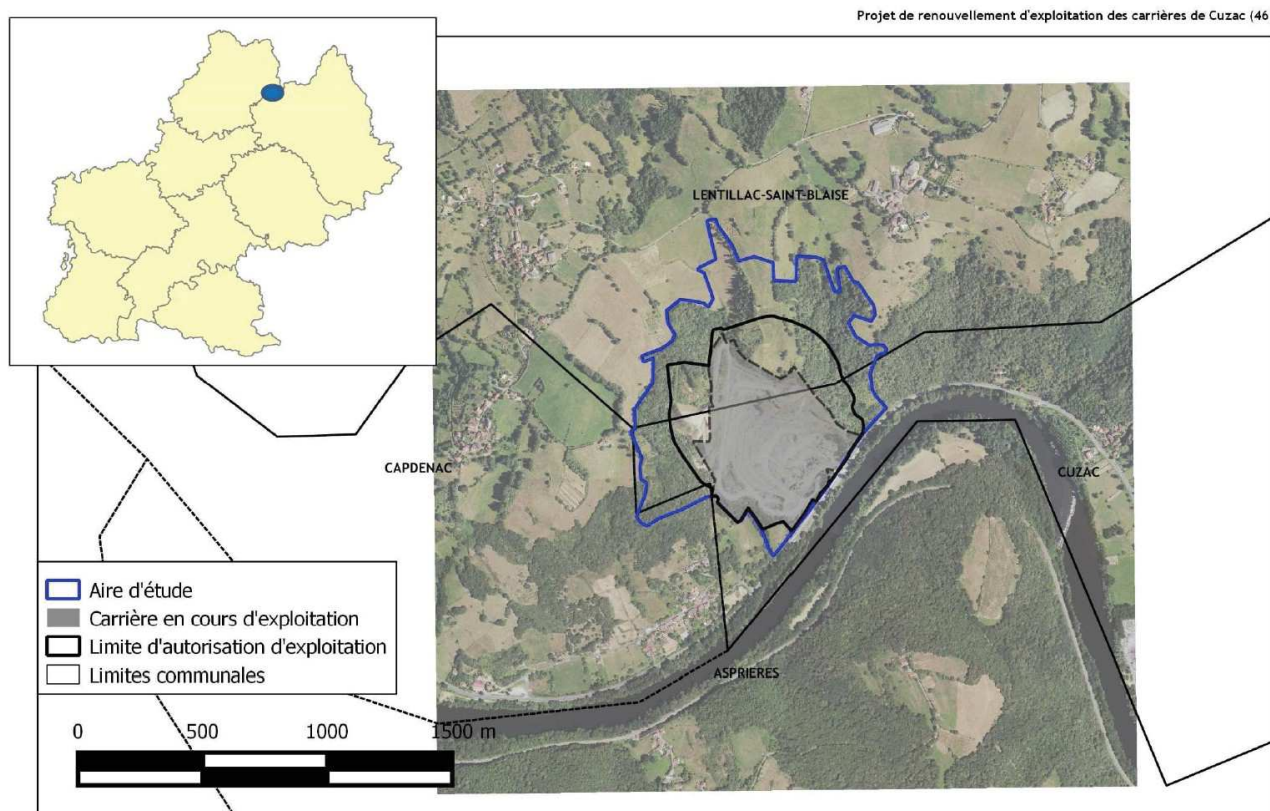 Projet de renouvellement d'exploitation des carrières de Cuzac (46
LENTILLAC-SAINT-BLAISE
CAPDENAC
CUZAC
ASPRIERES
Aire d'étude
Carrière en cours d'exploitation
Limite d'autorisation d'exploitation
Limites communales
0 500 1000 1500 m